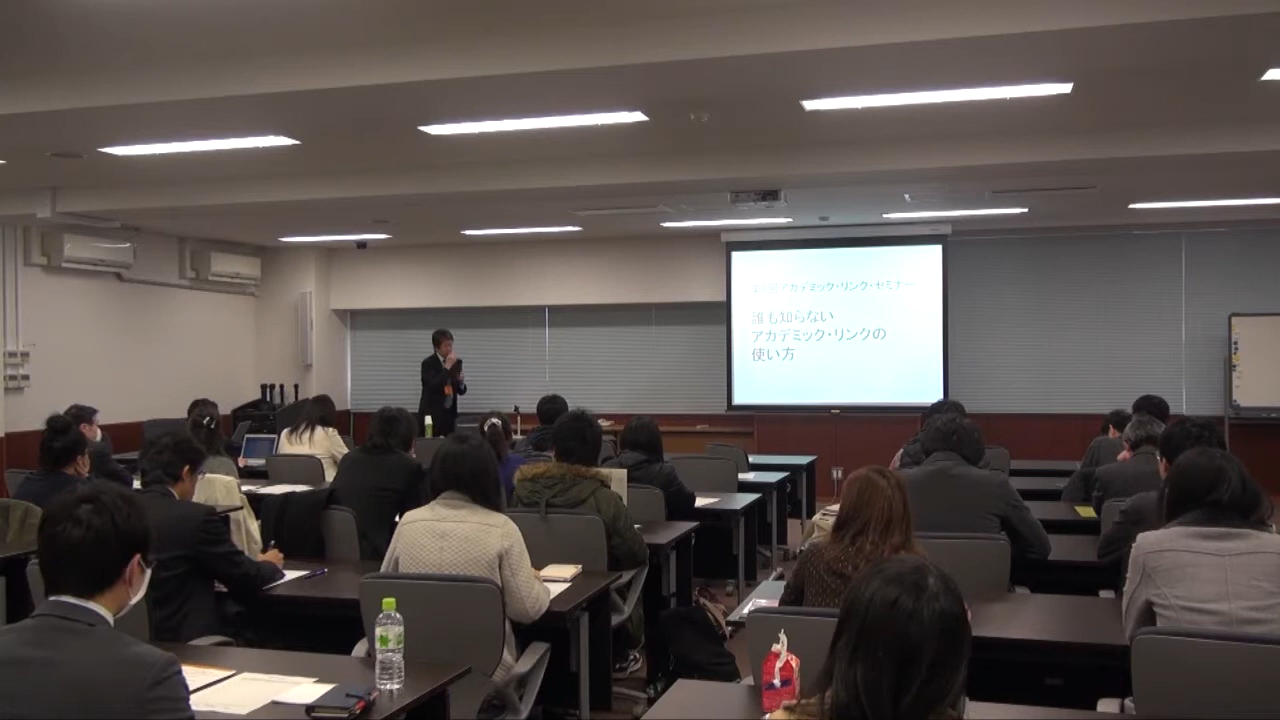 アカデミック・リンク・セミナー
誰も知らない
アカデミック・リンクの
使い方